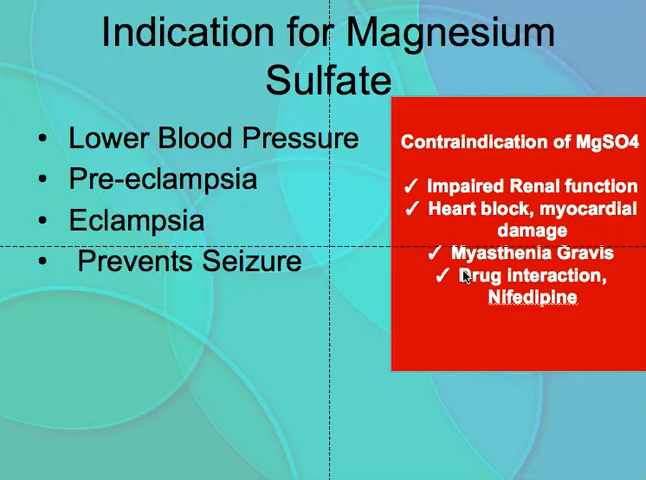 Indication for Magnesium
Sulfate
• Lower Blood Pressure
• Pre-eclampsia
• Eclampsia
• Prevents Seizure
Contraindication of MgSO4
✓ Impaired Renal function
✓ Heart block, myocardial
damage
✓ Myasthenia Gravis
✓ Drug interaction,
Nifedipine